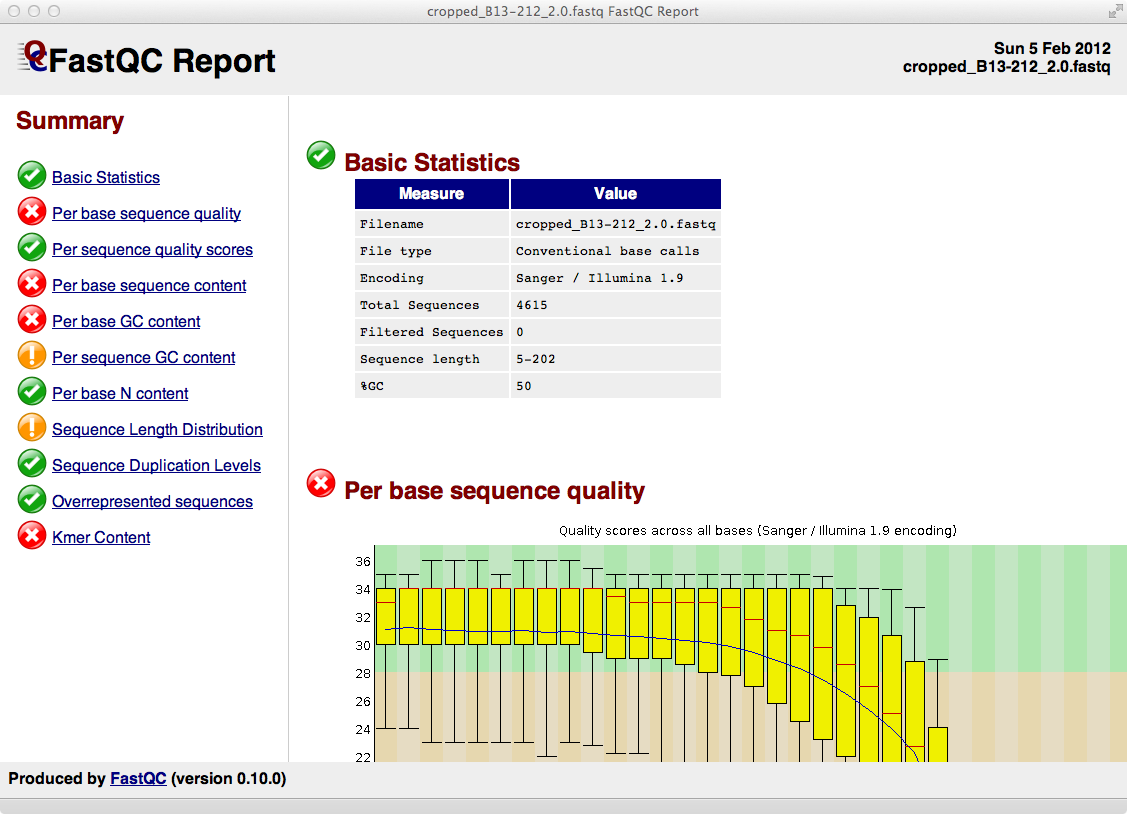 cropped_B13-212_2.0.fastq FastQC Report
FastQC Report
Sun 5 Feb 2012
cropped_B13-212_2.0.fastq
Summary
Basic Statistics
Per base sequence quality
Per sequence quality scores
Per base sequence content
Per base GC content
Per sequence GC content
Per base N content
Sequence Length Distribution
Sequence Duplication Levels
Overrepresented sequences
Kmer Content
Basic Statistics
Measure Value
Filename cropped_B13-212_2.0.fastq
File type Conventional base calls
Encoding Sanger / Illumina 1.9
Total Sequences 4615
Filtered Sequences 0
Sequence length 5-202
%GC 50
Per base sequence quality
Quality scores across all bases (Sanger / Illumina 1.9 encoding)
36
34
32
30
28
26
24
22
Produced by FastQC (version 0.10.0)